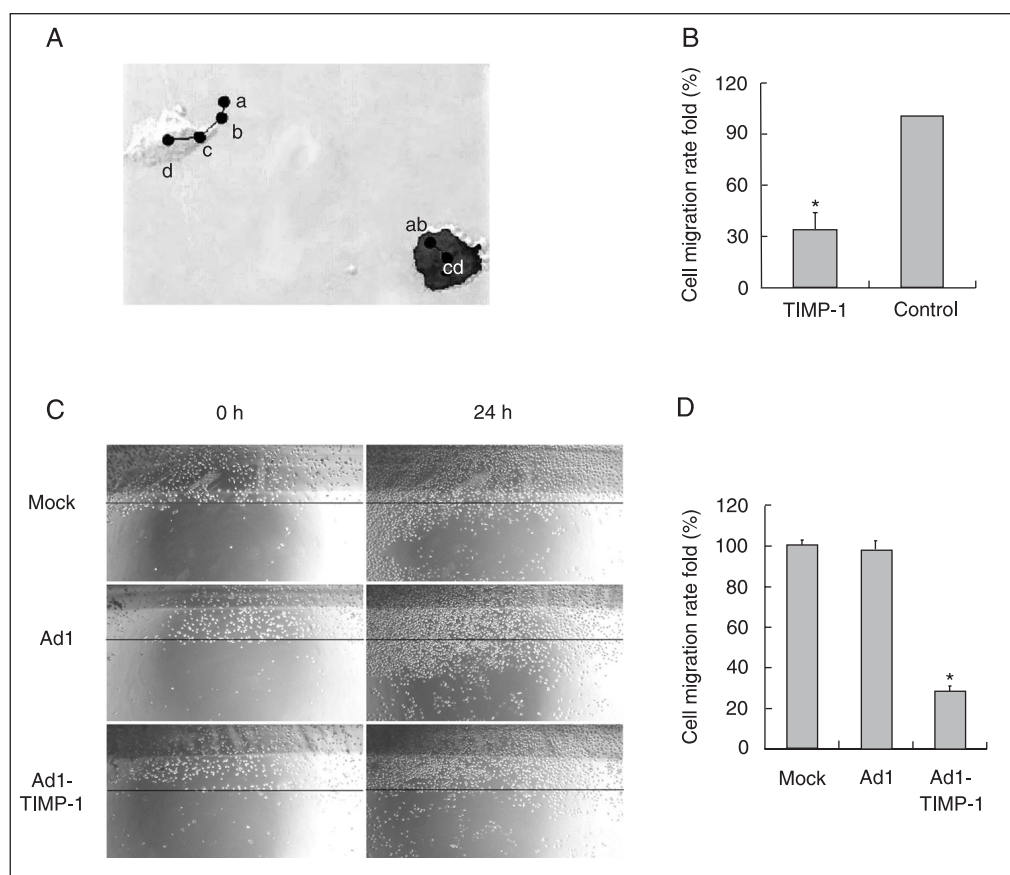 A
a
b
c
d
ab
cd
B
Cell migration rate fold (%)
120
90
60
30
0
*
TIMP-1
Control
C
0 h
24 h
Mock
Ad1
Ad1-
TIMP-1
D
Cell migration rate fold (%)
120
100
80
60
40
20
0
*
Mock
Ad1
Ad1-
TIMP-1